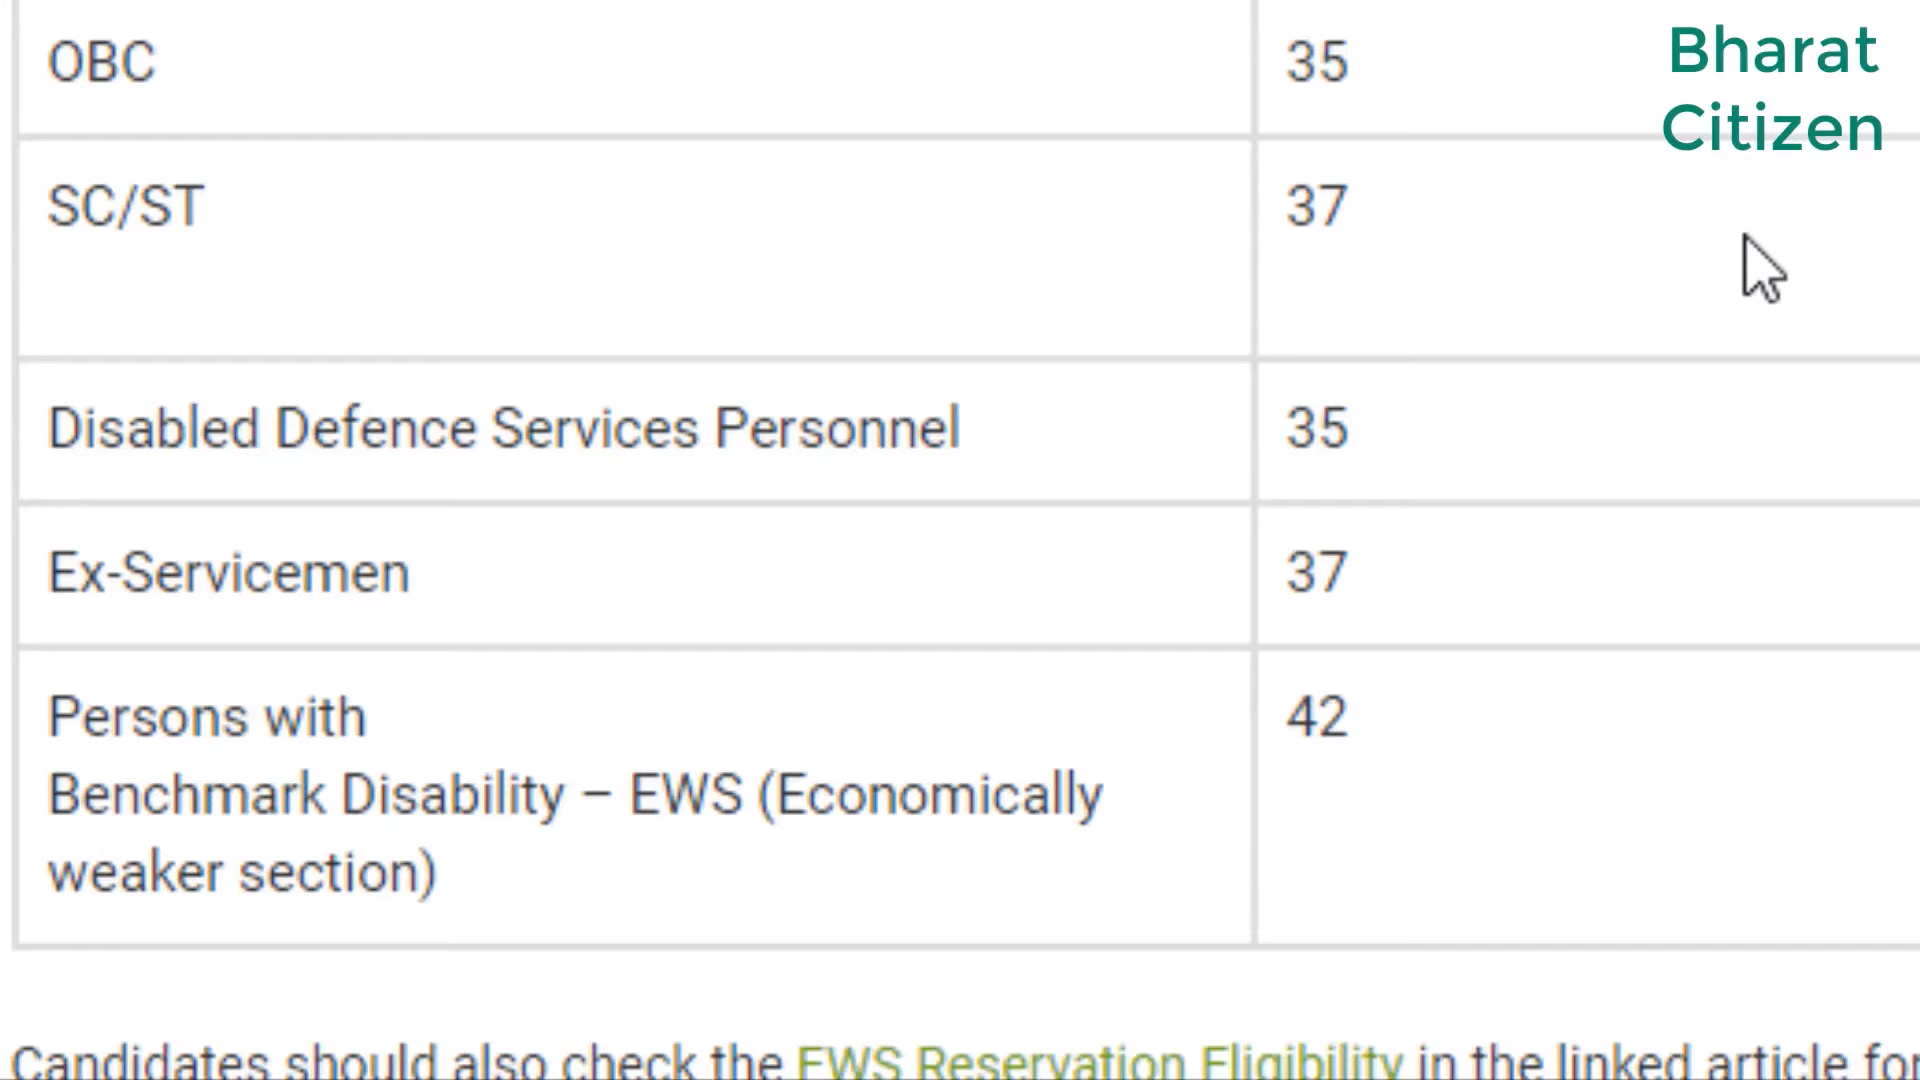 OBC 35
Bharat
Citizen
SC/ST 37
Disabled Defence Services Personnel 35
Ex-Servicemen 37
Persons with 42
Benchmark Disability – EWS (Economically
weaker section)
Candidates should also check the EWS Reservation Eligibility in the linked article for